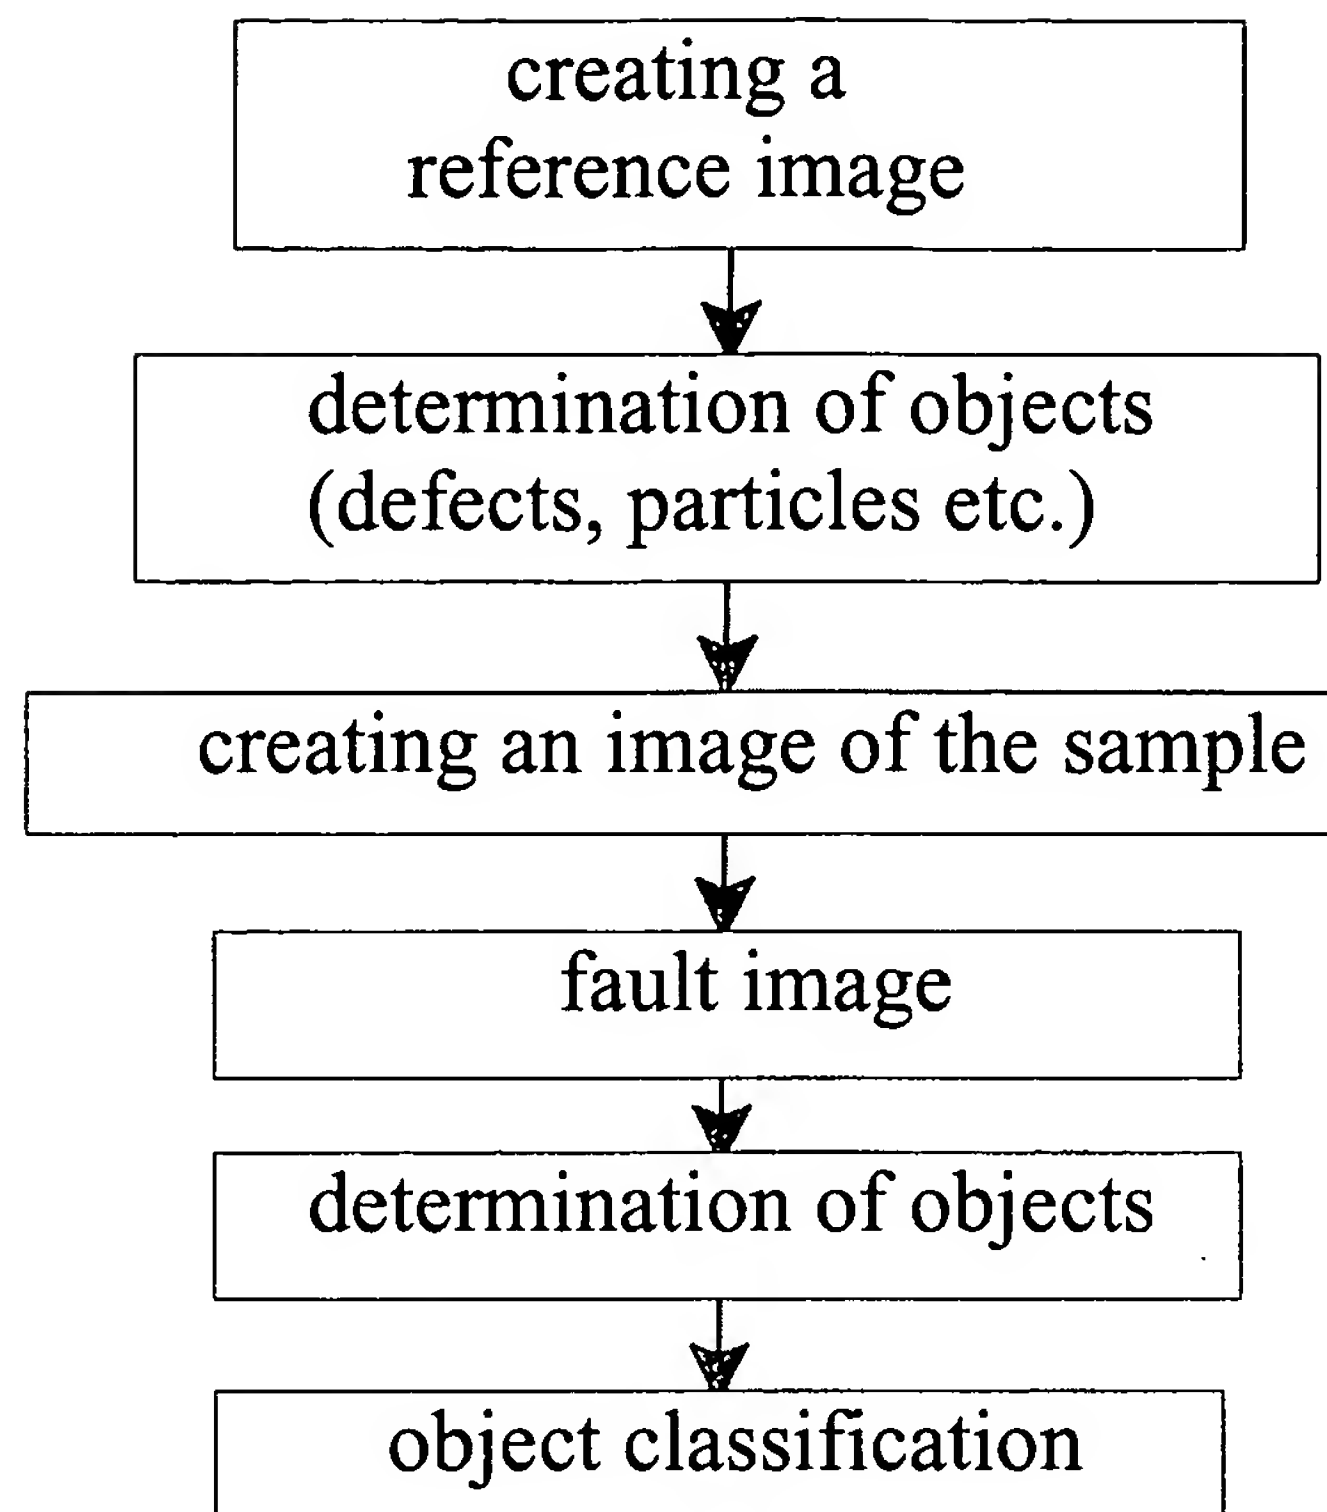 creating a
reference image
determination of objects
(defects, particles etc.)
creating an image of the sample
fault image
determination of objects
object classification